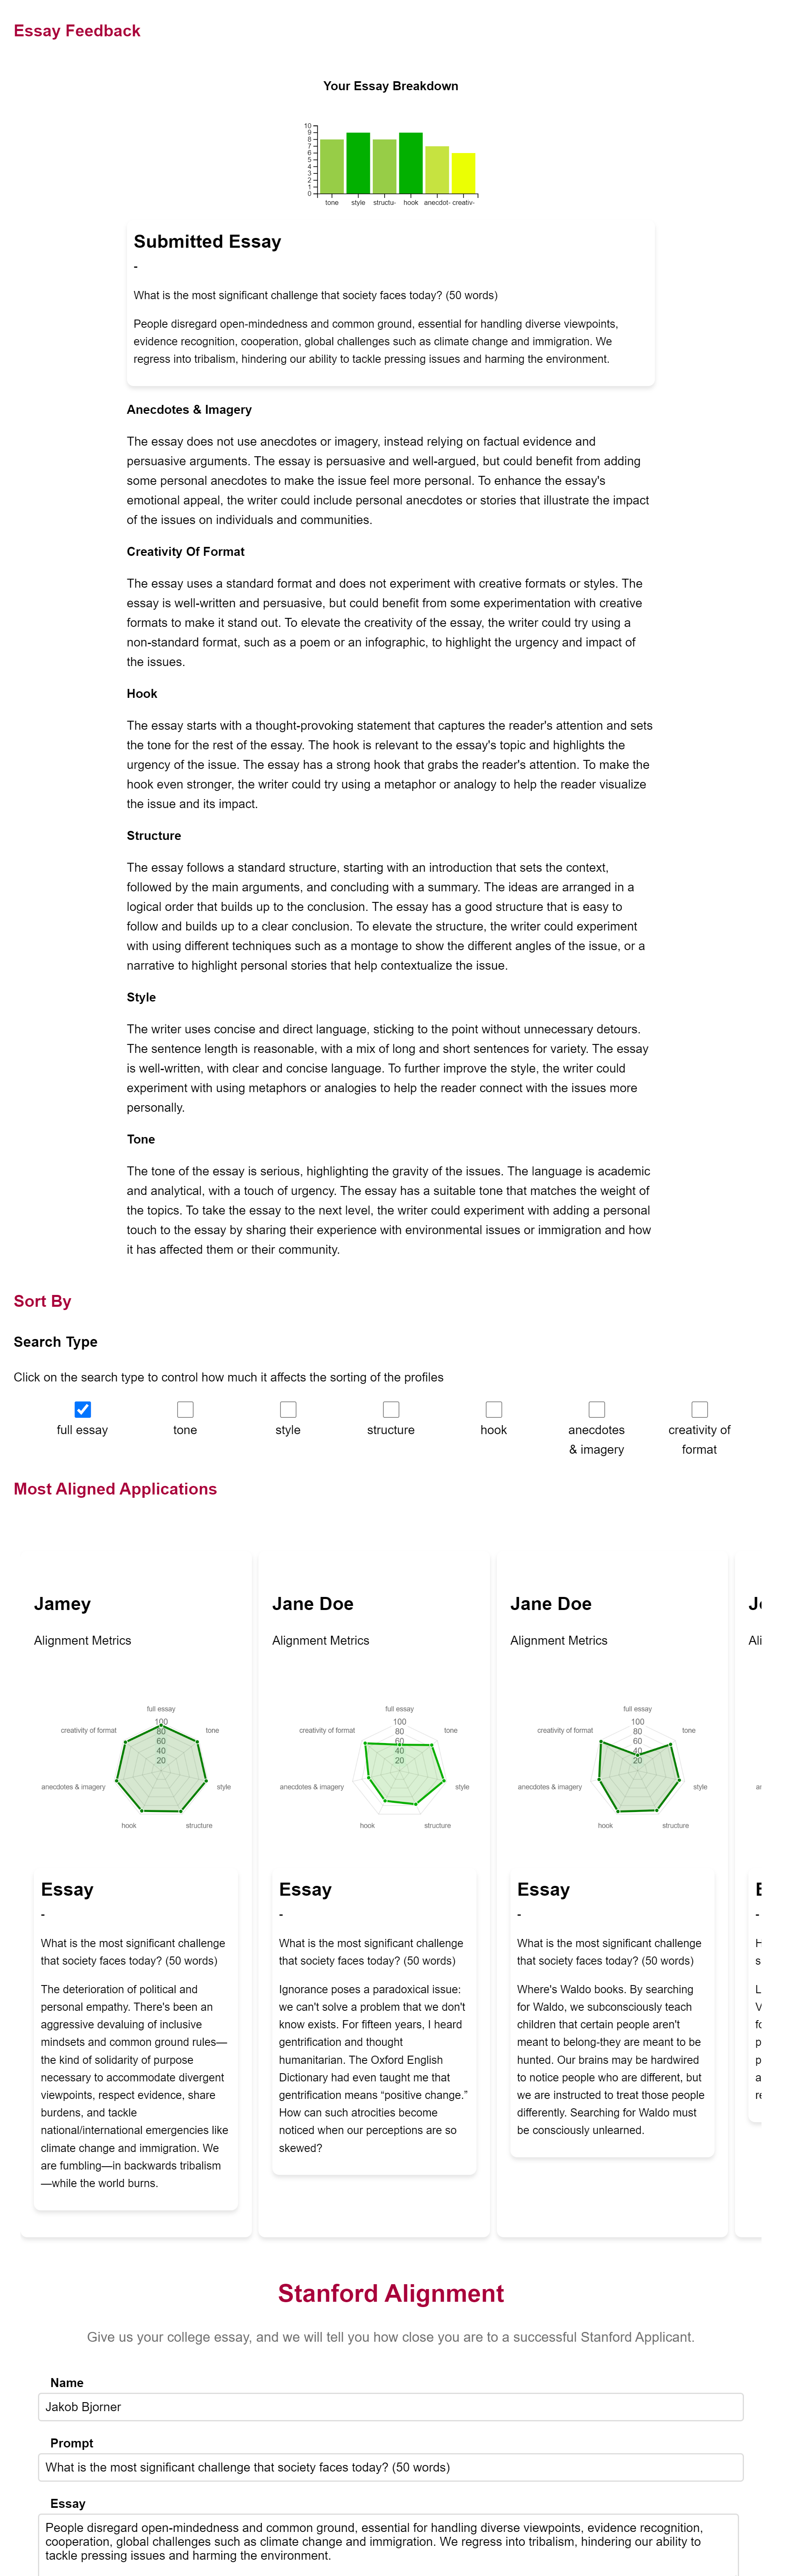 Essay Feedback
Your Essay Breakdown
10
9
8
7
6
5
4
3
2
1
0
tone style structu- hook anecdot- creativ-
Submitted Essay
-
What is the most significant challenge that society faces today? (50 words)
People disregard open-mindedness and common ground, essential for handling diverse viewpoints,
evidence recognition, cooperation, global challenges such as climate change and immigration. We
regress into tribalism, hindering our ability to tackle pressing issues and harming the environment.
Anecdotes & Imagery
The essay does not use anecdotes or imagery, instead relying on factual evidence and
persuasive arguments. The essay is persuasive and well-argued, but could benefit from adding
some personal anecdotes to make the issue feel more personal. To enhance the essay's
emotional appeal, the writer could include personal anecdotes or stories that illustrate the impact
of the issues on individuals and communities.
Creativity Of Format
The essay uses a standard format and does not experiment with creative formats or styles. The
essay is well-written and persuasive, but could benefit from some experimentation with creative
formats to make it stand out. To elevate the creativity of the essay, the writer could try using a
non-standard format, such as a poem or an infographic, to highlight the urgency and impact of
the issues.
Hook
The essay starts with a thought-provoking statement that captures the reader's attention and sets
the tone for the rest of the essay. The hook is relevant to the essay's topic and highlights the
urgency of the issue. The essay has a strong hook that grabs the reader's attention. To make the
hook even stronger, the writer could try using a metaphor or analogy to help the reader visualize
the issue and its impact.
Structure
The essay follows a standard structure, starting with an introduction that sets the context,
followed by the main arguments, and concluding with a summary. The ideas are arranged in a
logical order that builds up to the conclusion. The essay has a good structure that is easy to
follow and builds up to a clear conclusion. To elevate the structure, the writer could experiment
with using different techniques such as a montage to show the different angles of the issue, or a
narrative to highlight personal stories that help contextualize the issue.
Style
The writer uses concise and direct language, sticking to the point without unnecessary detours.
The sentence length is reasonable, with a mix of long and short sentences for variety. The essay
is well-written, with clear and concise language. To further improve the style, the writer could
experiment with using metaphors or analogies to help the reader connect with the issues more
personally.
Tone
The tone of the essay is serious, highlighting the gravity of the issues. The language is academic
and analytical, with a touch of urgency. The essay has a suitable tone that matches the weight of
the topics. To take the essay to the next level, the writer could experiment with adding a personal
touch to the essay by sharing their experience with environmental issues or immigration and how
it has affected them or their community.
Sort By
Search Type
Click on the search type to control how much it affects the sorting of the profiles
full essay
tone
style
structure
hook
anecdotes
& imagery
creativity of
format
Most Aligned Applications
Jamey
Alignment Metrics
full essay
100
80
60
40
20
tone
style
structure
hook
anecdotes & imagery
creativity of format
Essay
-
What is the most significant challenge
that society faces today? (50 words)
The deterioration of political and
personal empathy. There's been an
aggressive devaluing of inclusive
mindsets and common ground rules—
the kind of solidarity of purpose
necessary to accommodate divergent
viewpoints, respect evidence, share
burdens, and tackle
national/international emergencies like
climate change and immigration. We
are fumbling—in backwards tribalism
—while the world burns.
Jane Doe
Alignment Metrics
full essay
100
80
60
40
20
tone
style
structure
hook
anecdotes & imagery
creativity of format
Essay
-
What is the most significant challenge
that society faces today? (50 words)
Ignorance poses a paradoxical issue:
we can't solve a problem that we don't
know exists. For fifteen years, I heard
gentrification and thought
humanitarian. The Oxford English
Dictionary had even taught me that
gentrification means “positive change.”
How can such atrocities become
noticed when our perceptions are so
skewed?
Jane Doe
Alignment Metrics
full essay
100
80
60
40
20
tone
style
structure
hook
anecdotes & imagery
creativity of format
Essay
-
What is the most significant challenge
that society faces today? (50 words)
Where's Waldo books. By searching
for Waldo, we subconsciously teach
children that certain people aren't
meant to belong-they are meant to be
hunted. Our brains may be hardwired
to notice people who are different, but
we are instructed to treat those people
differently. Searching for Waldo must
be consciously unlearned.
Stanford Alignment
Give us your college essay, and we will tell you how close you are to a successful Stanford Applicant.
Name
Jakob Bjorner
Prompt
What is the most significant challenge that society faces today? (50 words)
Essay
People disregard open-mindedness and common ground, essential for handling diverse viewpoints, evidence recognition,
cooperation, global challenges such as climate change and immigration. We regress into tribalism, hindering our ability to
tackle pressing issues and harming the environment.